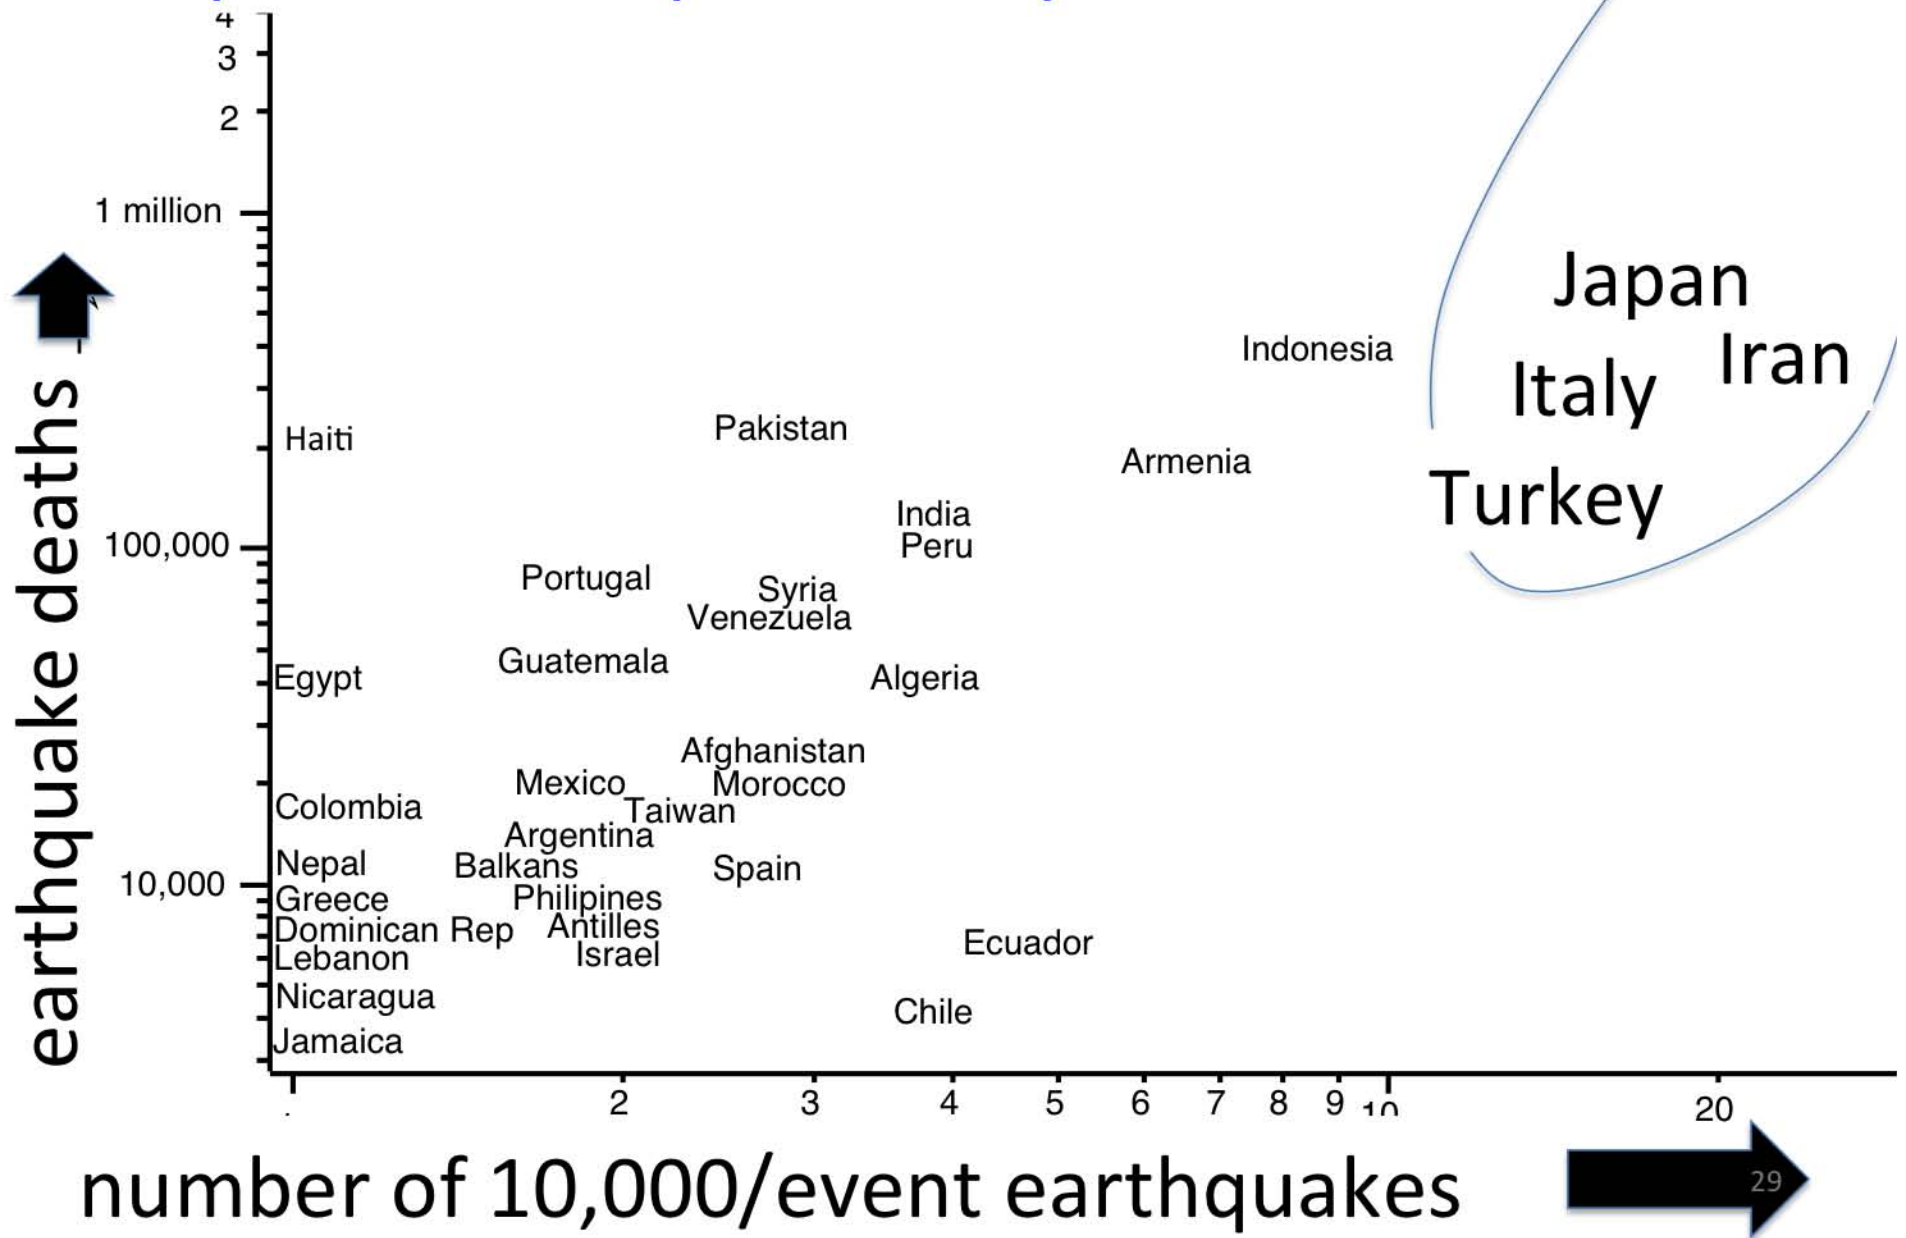 4
3
2
1 million
100,000
10,000
earthquake deaths
Japan
Indonesia
Iran
Italy
Pakistan
Haiti
Armenia
Turkey
India
Peru
Portugal
Syria
Venezuela
Guatemala
Egypt
Algeria
Afghanistan
Mexico
Morocco
Colombia
Taiwan
Argentina
Nepal
Balkans
Spain
Greece
Philipines
Dominican Rep
Antilles
Ecuador
Lebanon
Israel
Nicaragua
Chile
Jamaica
2 3 4 5 6 7 8 9 10 20
number of 10,000/event earthquakes
29